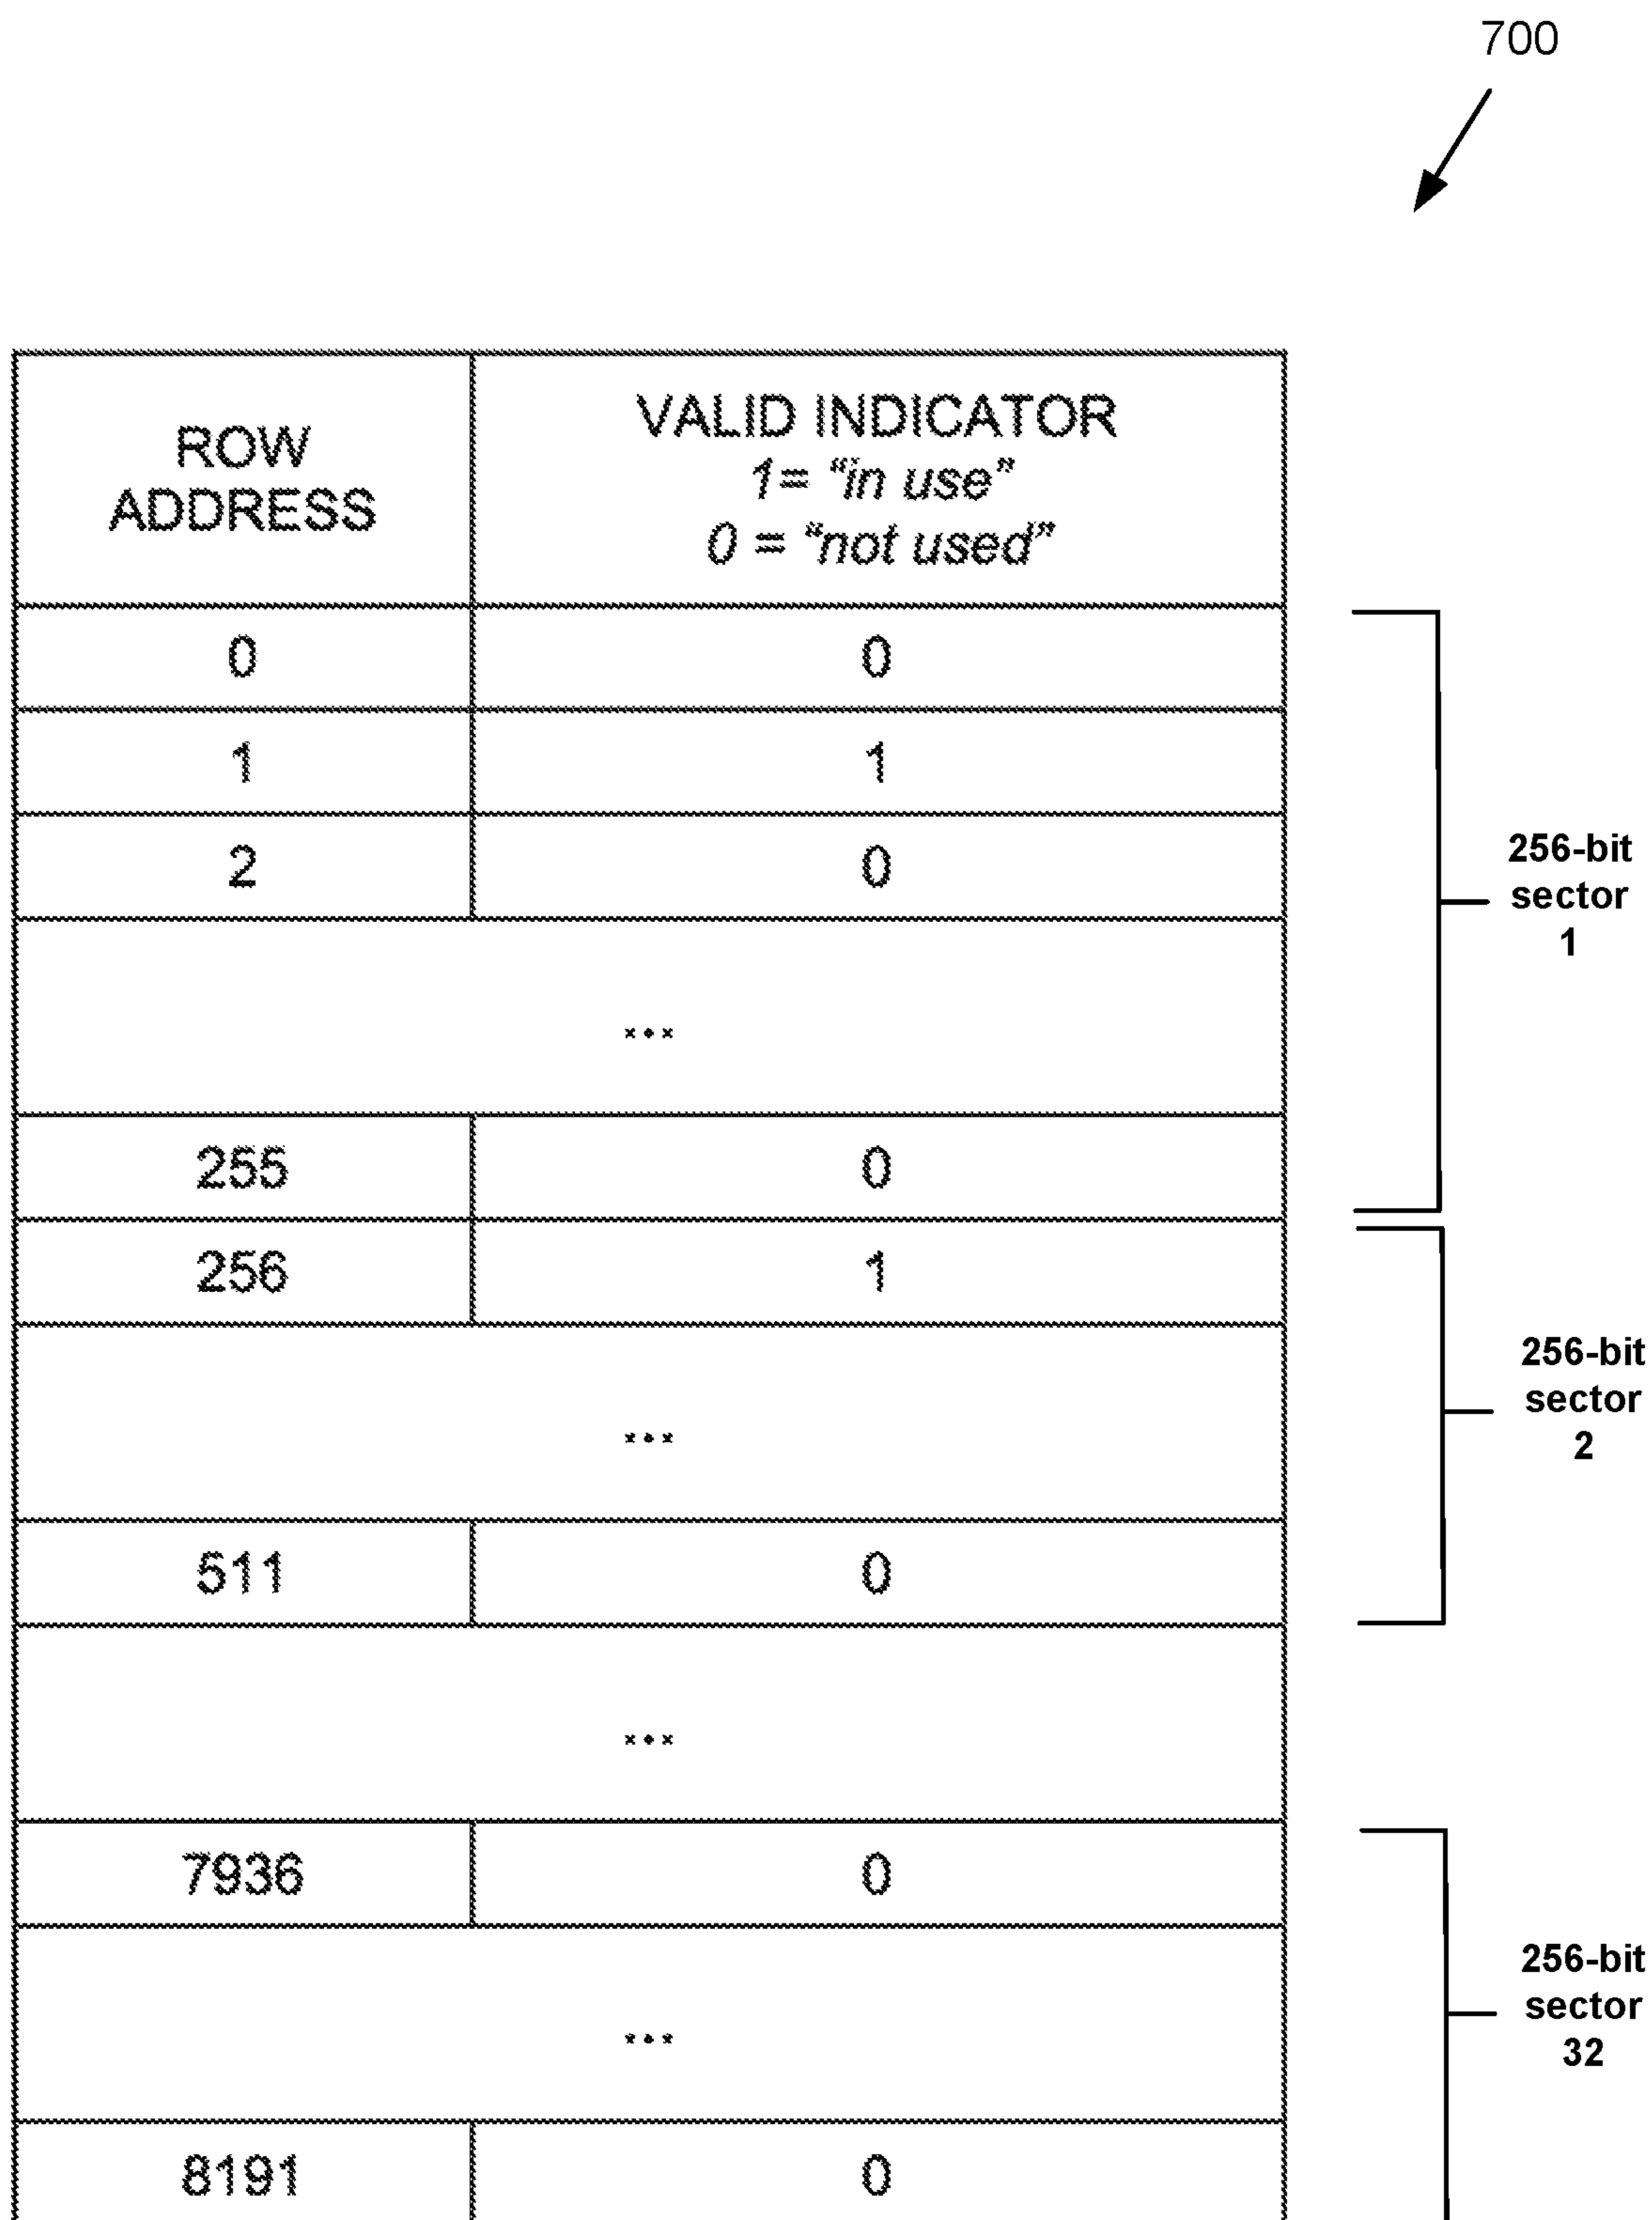 700
ROW
ADDRESS
VALID INDICATOR
1= “in use”
0 = “not used”
0 0
1 1
2 0
...
255 0
256 1
...
511 0
...
7936 0
...
8191 0
256-bit
sector
1
256-bit
sector
2
256-bit
sector
32